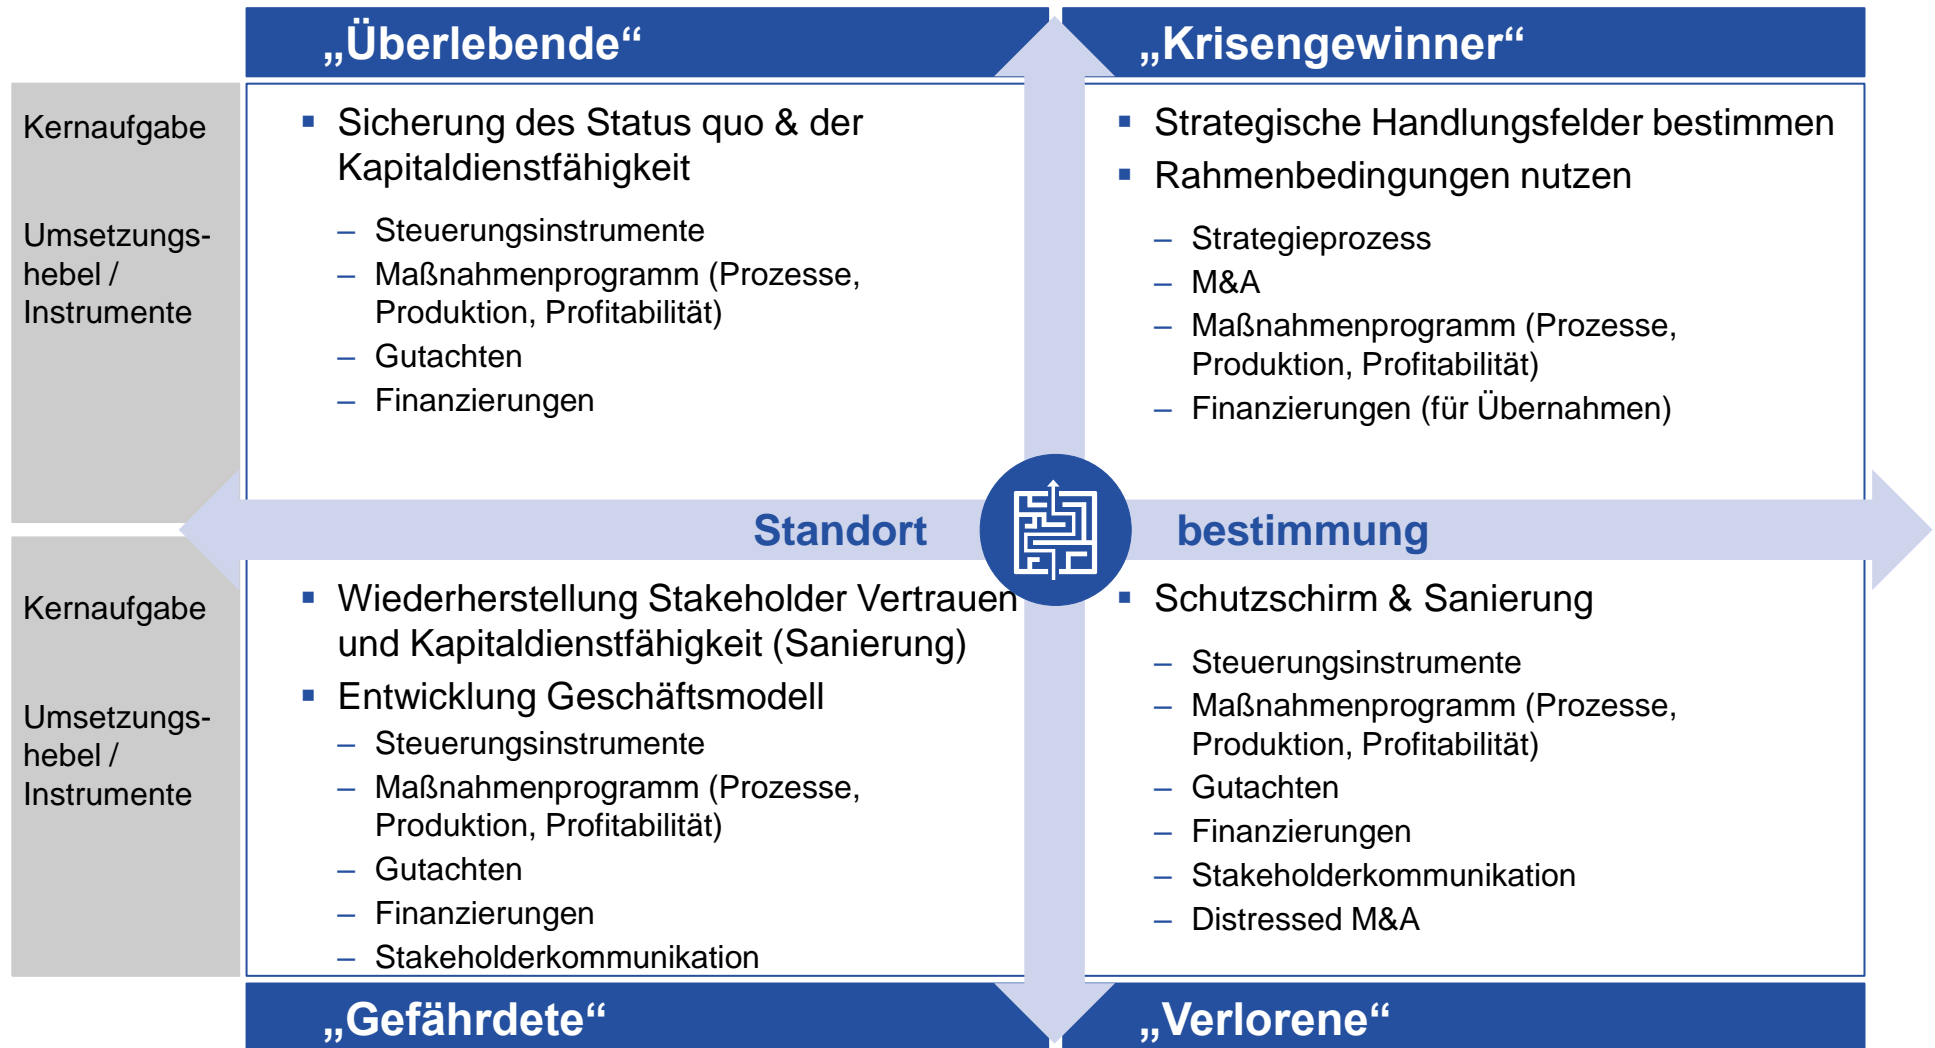 „Überlebende“
„Krisengewinner“
Kernaufgabe
Umsetzungs-
hebel /
Instrumente
▪ Sicherung des Status quo & der
Kapitaldienstfähigkeit
– Steuerungsinstrumente
– Maßnahmenprogramm (Prozesse,
Produktion, Profitabilität)
– Gutachten
– Finanzierungen
▪ Strategische Handlungsfelder bestimmen
▪ Rahmenbedingungen nutzen
– Strategieprozess
– M&A
– Maßnahmenprogramm (Prozesse,
Produktion, Profitabilität)
– Finanzierungen (für Übernahmen)
Standort bestimmung
Kernaufgabe
Umsetzungs-
hebel /
Instrumente
▪ Wiederherstellung Stakeholder Vertrauen
und Kapitaldienstfähigkeit (Sanierung)
▪ Entwicklung Geschäftsmodell
– Steuerungsinstrumente
– Maßnahmenprogramm (Prozesse,
Produktion, Profitabilität)
– Gutachten
– Finanzierungen
– Stakeholderkommunikation
▪ Schutzschirm & Sanierung
– Steuerungsinstrumente
– Maßnahmenprogramm (Prozesse,
Produktion, Profitabilität)
– Gutachten
– Finanzierungen
– Stakeholderkommunikation
– Distressed M&A
„Gefährdete“
„Verlorene“